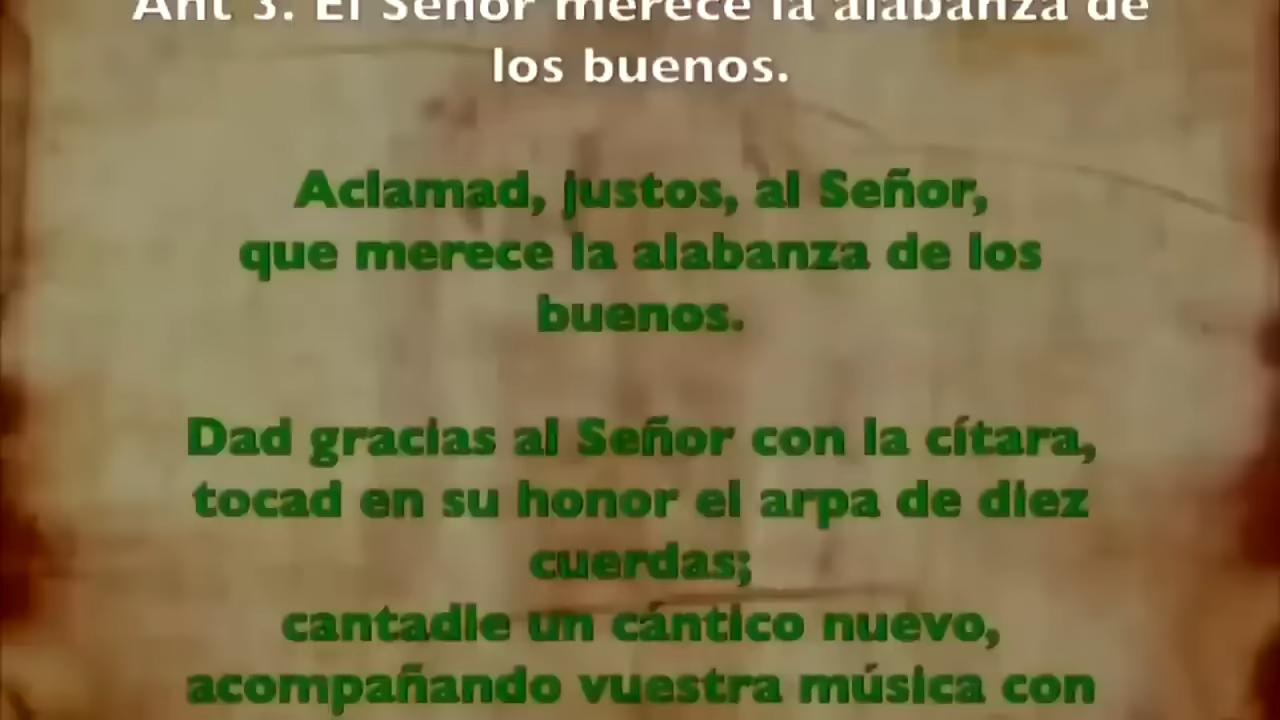 Ant 3. El Señor merece la alabanza de
los buenos.
Aclamad, justos, al Señor,
que merece la alabanza de los
buenos.
Dad gracias al Señor con la cítara,
tocad en su honor el arpa de diez
cuerdas;
cantadle un cántico nuevo,
acompañando vuestra música con